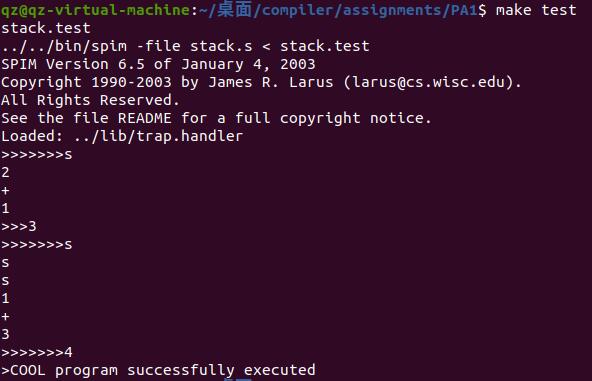 qz@qz-virtual-machine:~/桌面/compiler/assignments/PA1$ make test
stack.test
../../bin/spim -file stack.s < stack.test
SPIM Version 6.5 of January 4, 2003
Copyright 1990-2003 by James R. Larus (larus@cs.wisc.edu).
All Rights Reserved.
See the file README for a full copyright notice.
Loaded: ../lib/trap.handler
>>>>>>>s
2
+
1
>>>3
>>>>>>>s
s
s
1
+
3
>>>>>>>4
>COOL program successfully executed